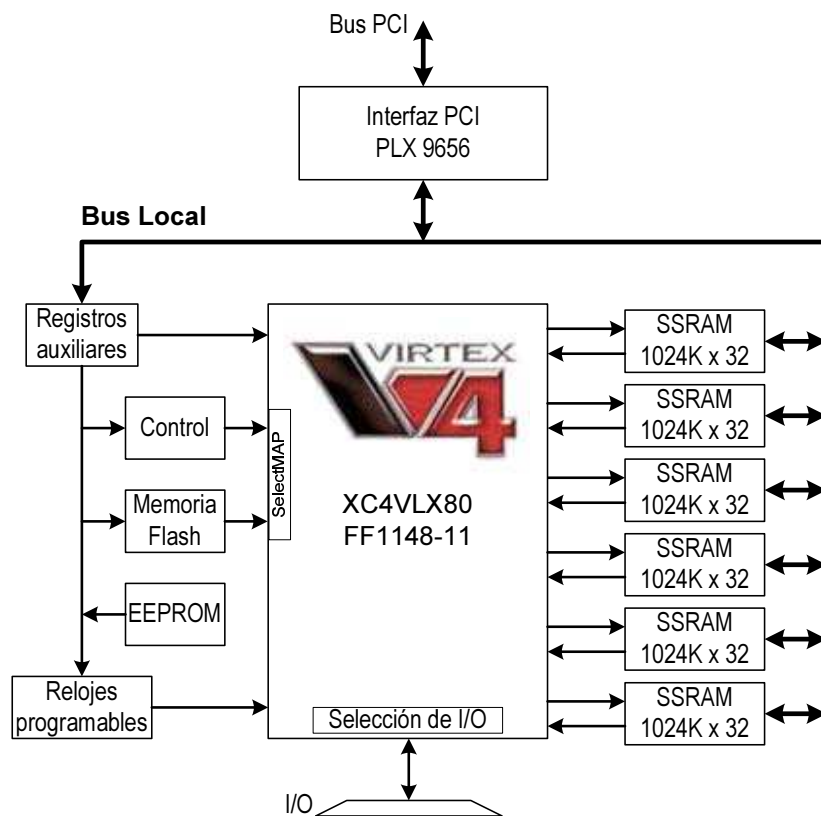 Bus PCI
Interfaz PCI
PLX 9656
Bus Local
Registros
auxiliares
Control
Memoria
Flash
EEPROM
Relojes
programables
SelectMAP
VIRTEX
4
XC4VLX80
FF1148-11
Selección de I/O
I/O
SSRAM
1024K x 32
SSRAM
1024K x 32
SSRAM
1024K x 32
SSRAM
1024K x 32
SSRAM
1024K x 32
SSRAM
1024K x 32